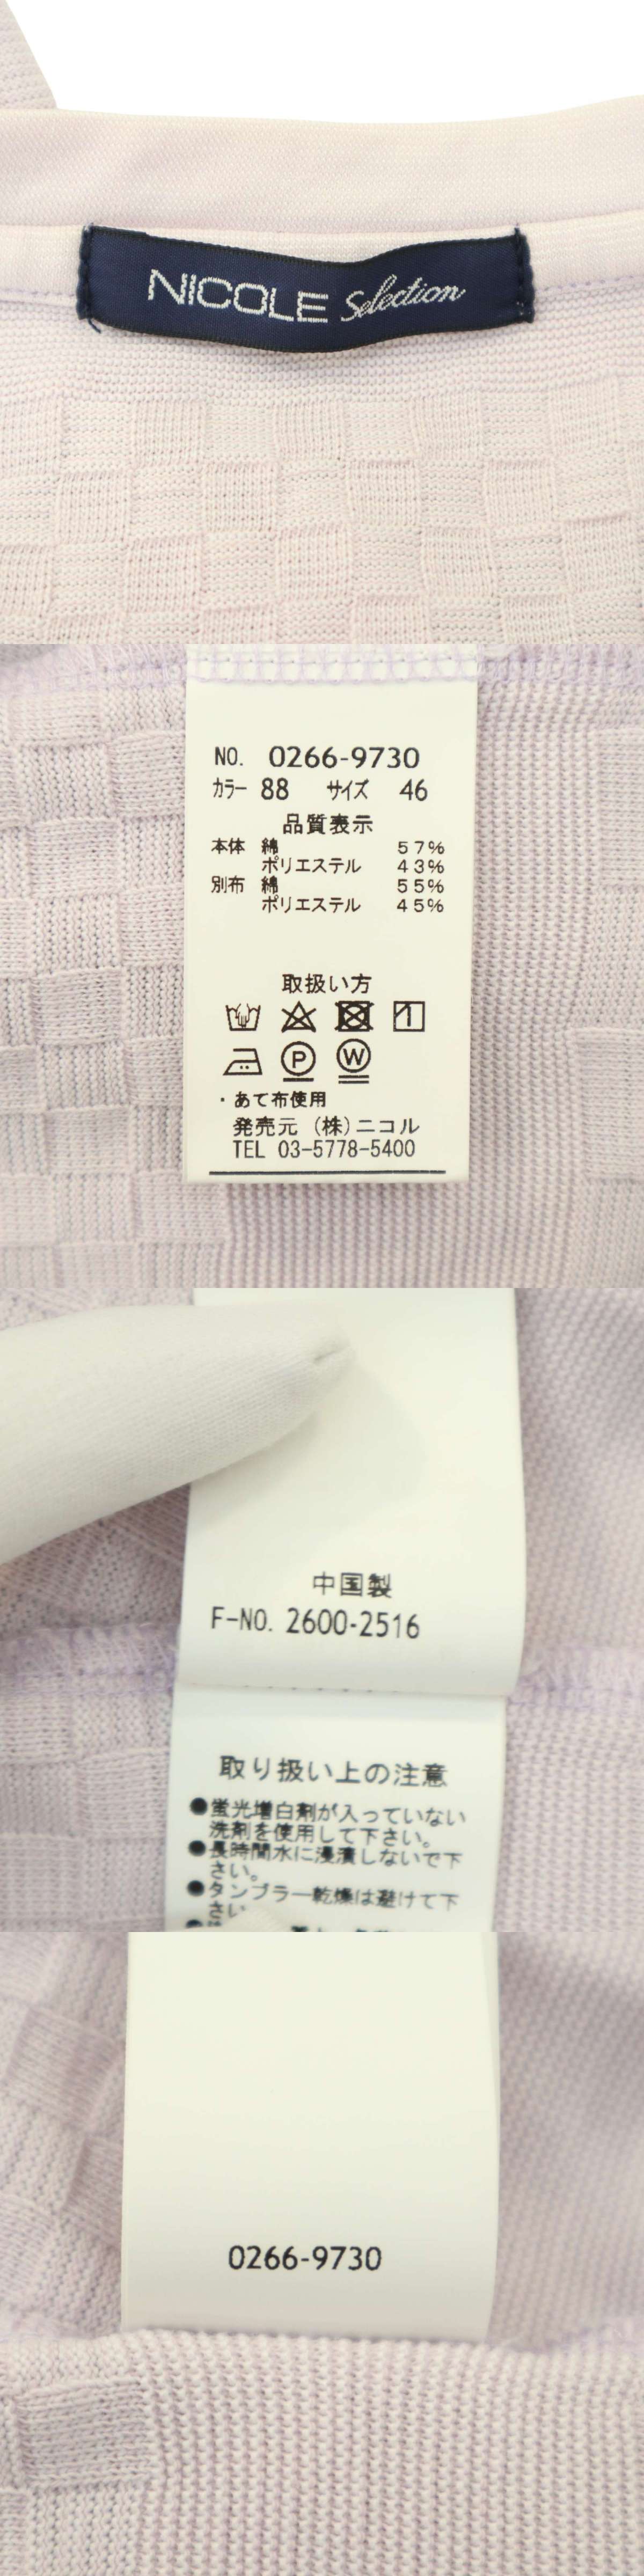 NICOLE Selection
NO. 0266-9730
カラー 88 サイズ 46
品質表示
本体 綿 57%
ポリエステル 43%
別布 綿 55%
ポリエステル 45%
取扱い方
P W
・あて布使用
発売元 (株)ニコル
TEL 03-5778-5400
中国製
F-NO. 2600-2516
取り扱い上の注意
●蛍光増白剤が入っていない
洗剤を使用して下さい。
●長時間水に浸漬しないで下
さい。
●タンブラー乾燥は避けて下
さい
0266-9730